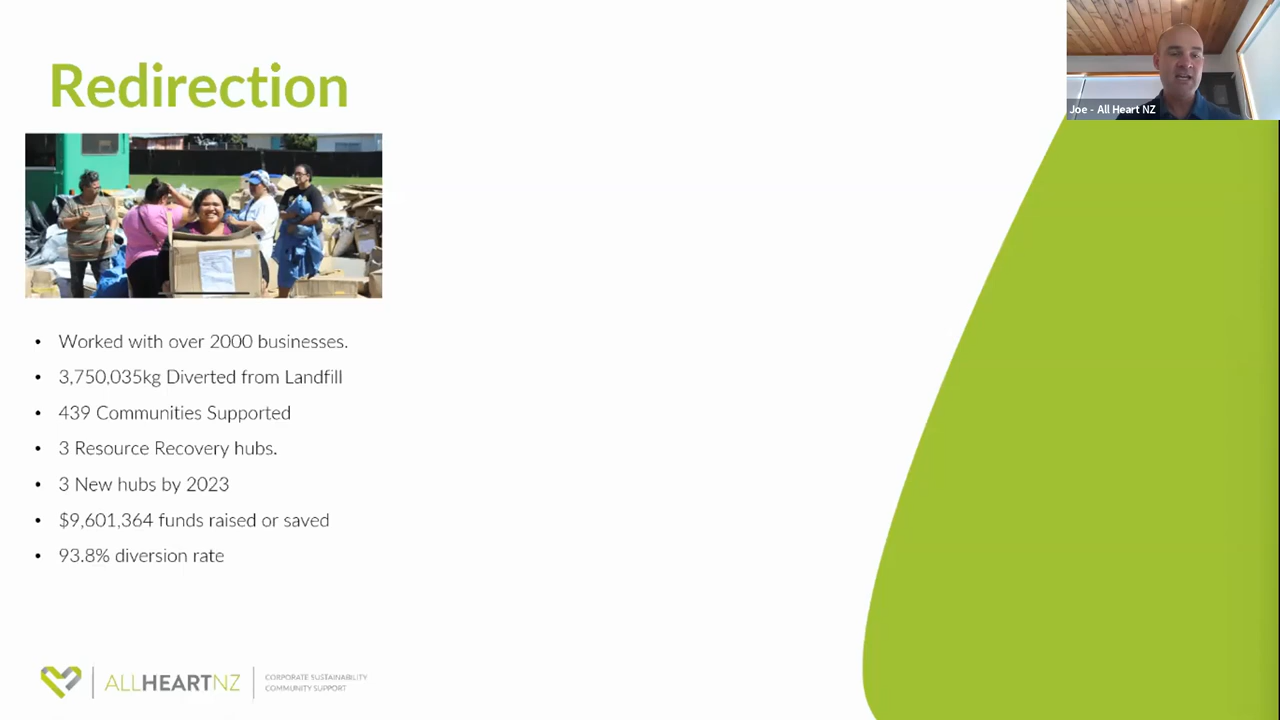 Redirection
Joe - All Heart NZ
• Worked with over 2000 businesses.
• 3,750,035kg Diverted from Landfill
• 439 Communities Supported
• 3 Resource Recovery hubs.
• 3 New hubs by 2023
• $9,601,364 funds raised or saved
• 93.8% diversion rate
ALLHEARTNZ
CORPORATE SUSTAINABILITY
COMMUNITY SUPPORT